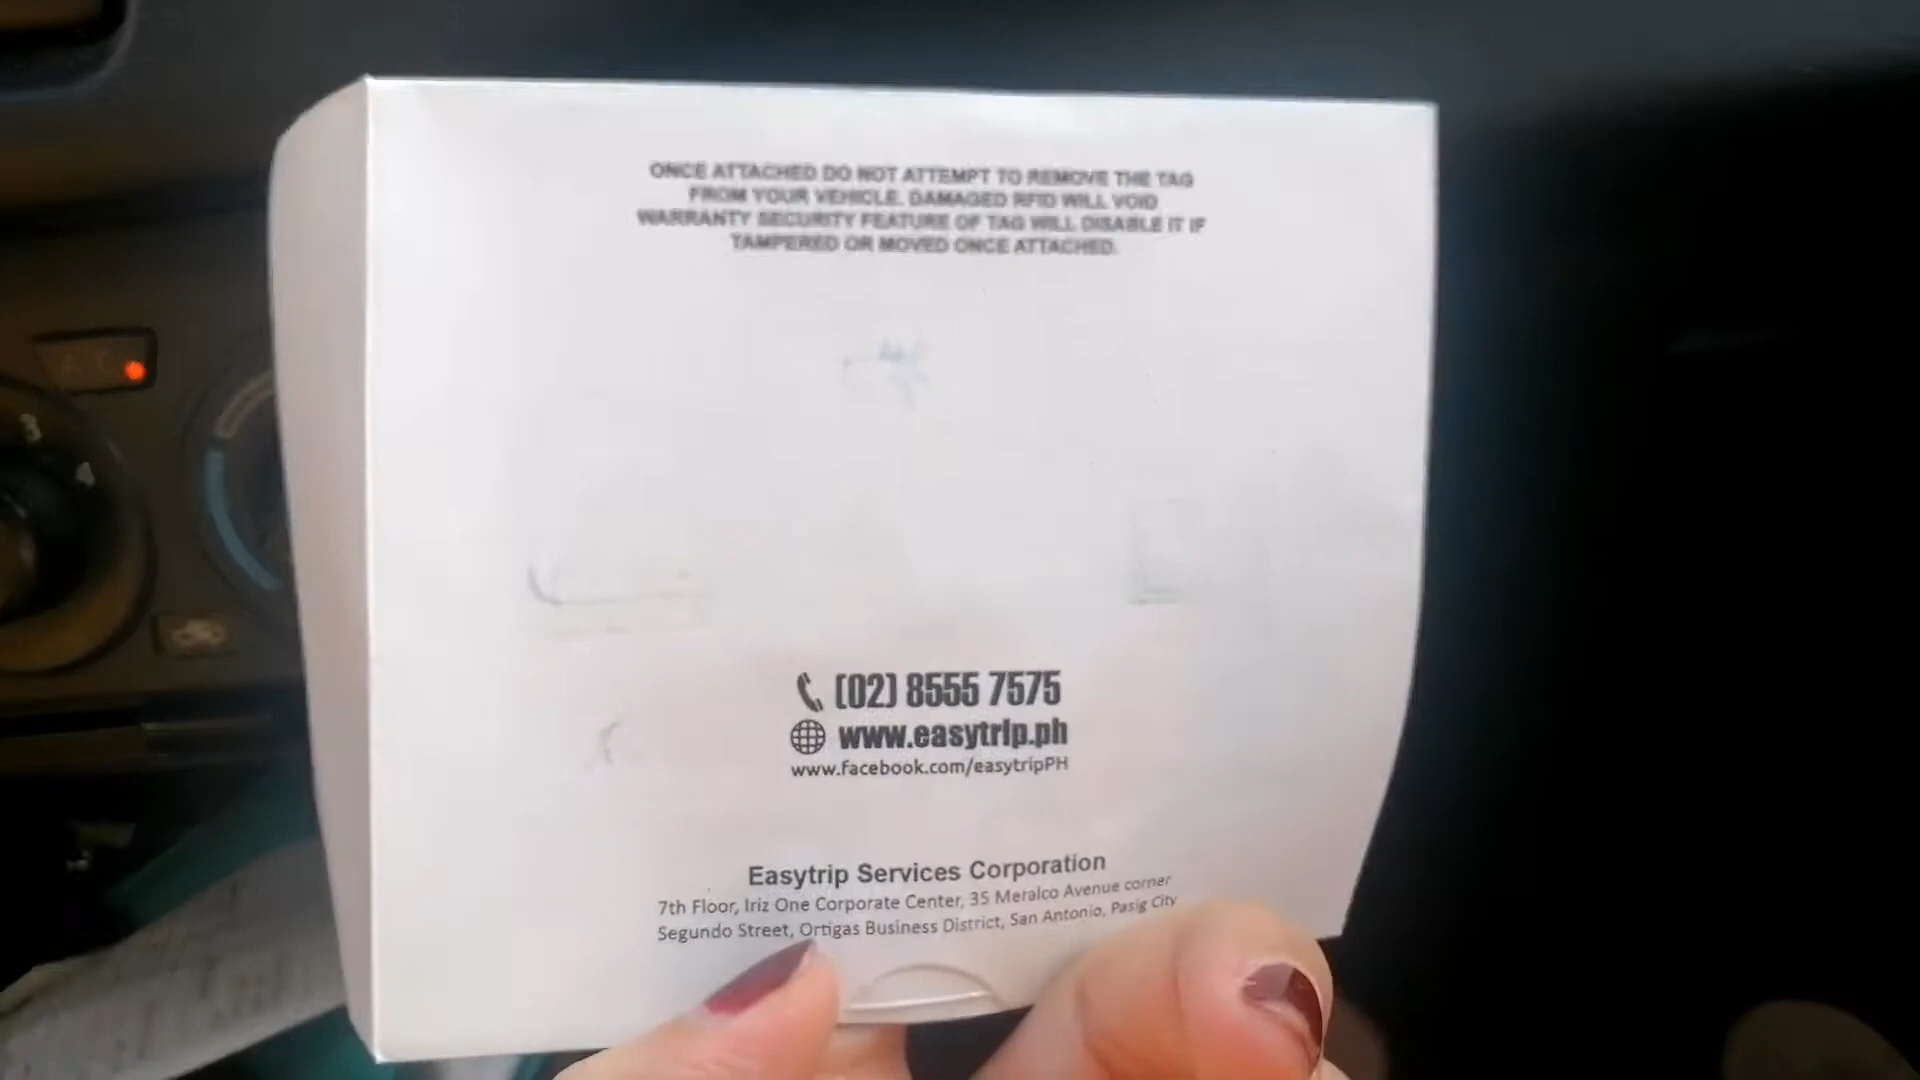 ONCE ATTACHED DO NOT ATTEMPT TO REMOVE THE TAG
FROM YOUR VEHICLE. DAMAGED RFID WILL VOID
WARRANTY SECURITY FEATURE OF TAG WILL DISABLE IT IF
TAMPERED OR MOVED ONCE ATTACHED.
(02) 8555 7575
www.easytrip.ph
www.facebook.com/easytripPH
Easytrip Services Corporation
7th Floor, Iriz One Corporate Center, 35 Meralco Avenue corner
Segundo Street, Ortigas Business District, San Antonio, Pasig City
A/C
3
4